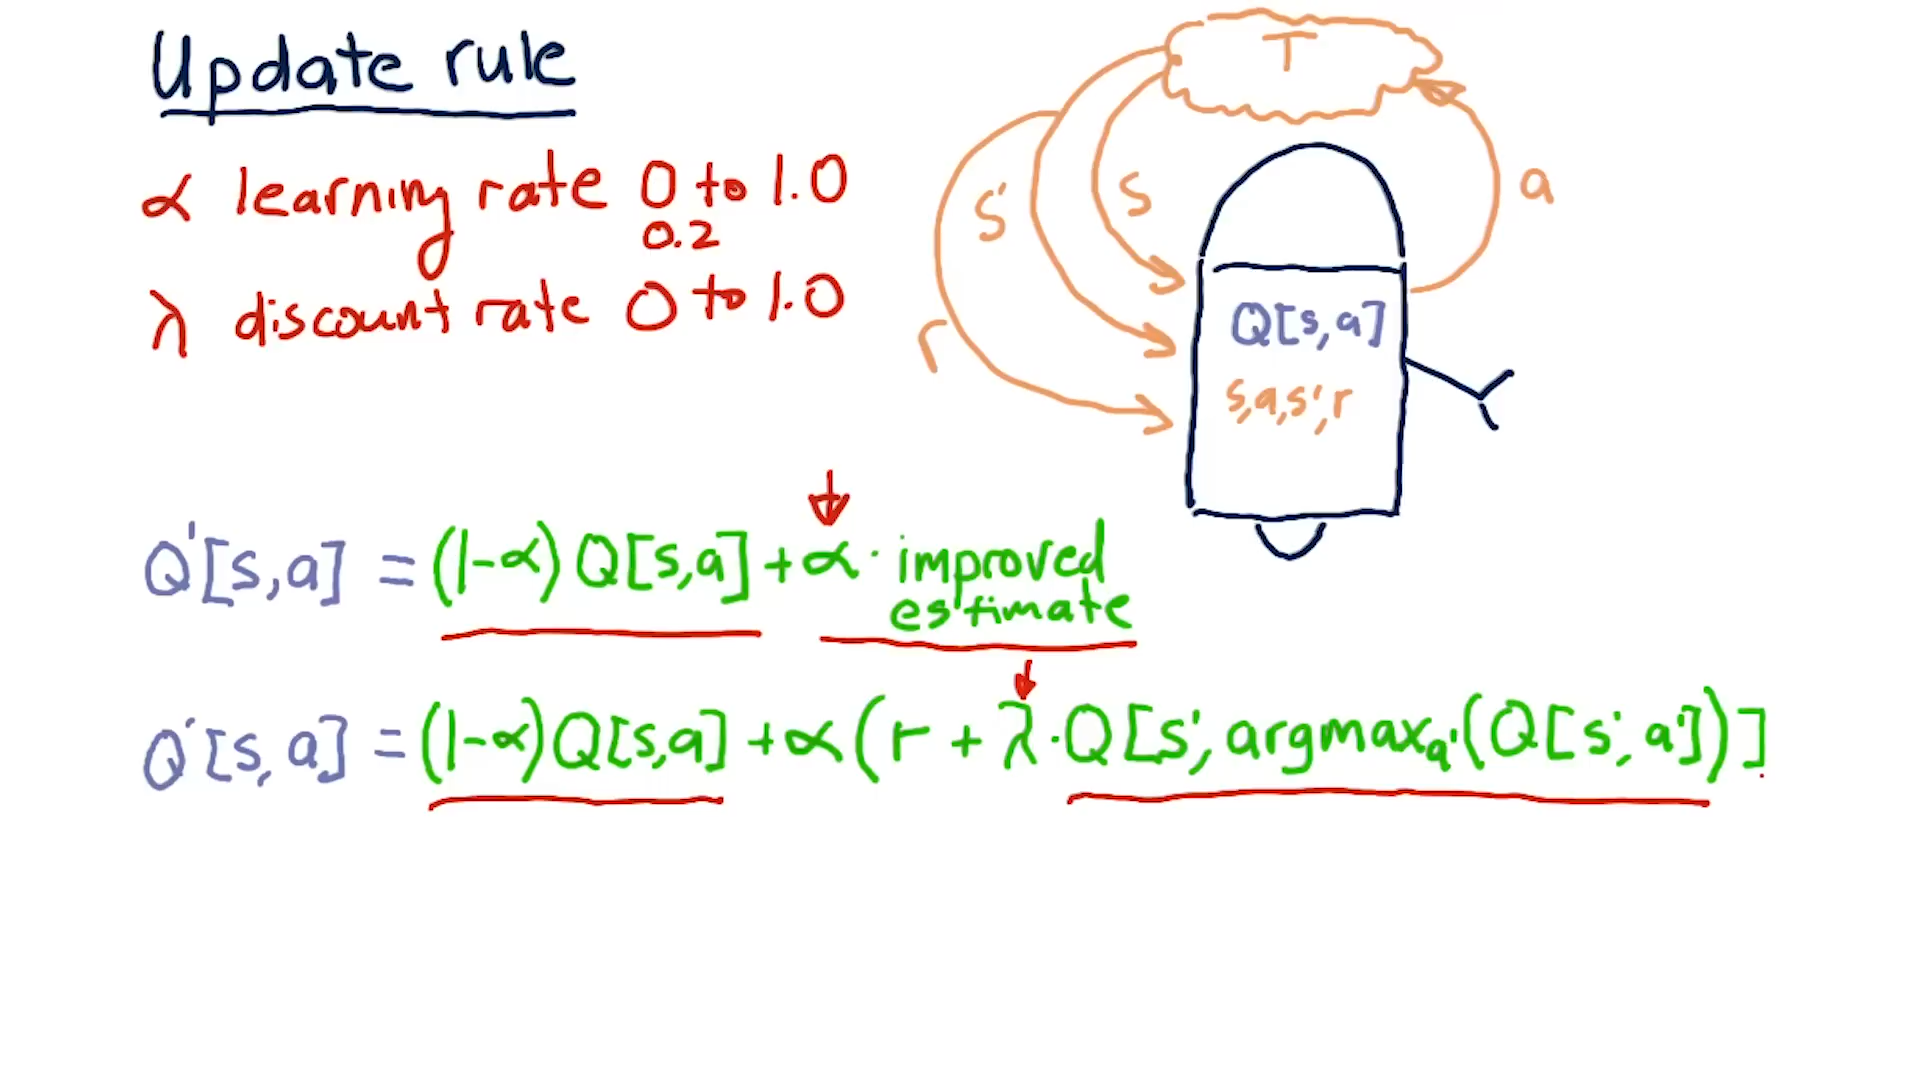 Update rule
α learning rate 0 to 1.0
0.2
λ discount rate 0 to 1.0
T
s'
s
a
r
Q[s,a]
s,a,s',r
Q'[s,a] = (1-α) Q[s,a] + α · improved
estimate
Q'[s,a] = (1-α) Q[s,a] + α (r + λ · Q[s', argmaxₐ'(Q[s',a'])]